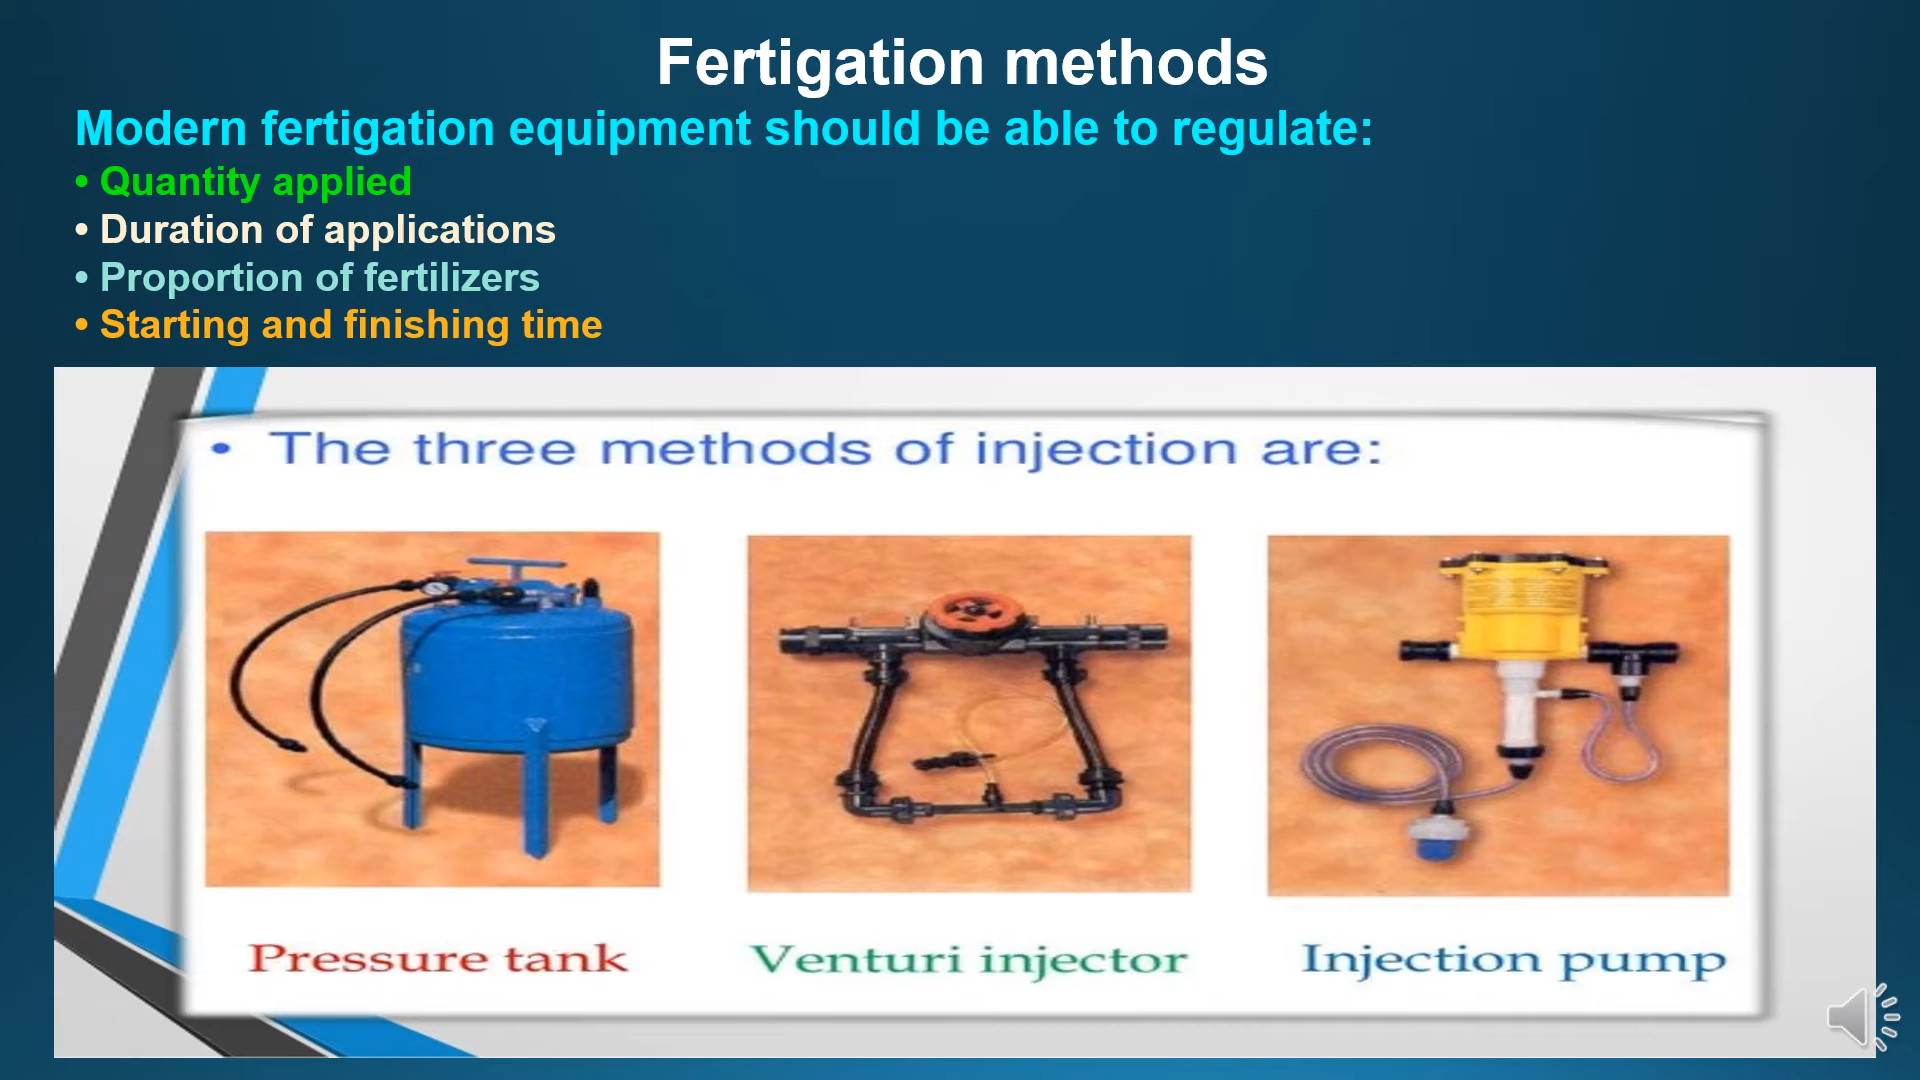 Fertigation methods
Modern fertigation equipment should be able to regulate:
• Quantity applied
• Duration of applications
• Proportion of fertilizers
• Starting and finishing time
• The three methods of injection are:
Pressure tank
Venturi injector
Injection pump